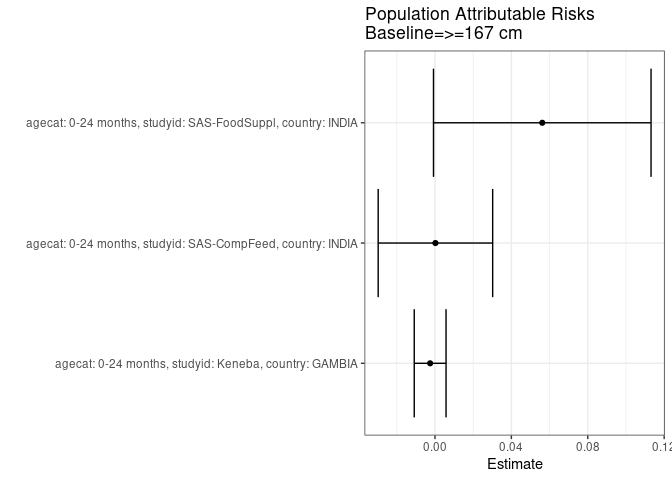 Population Attributable Risks
Baseline=>=167 cm
agecat: 0-24 months, studyid: SAS-FoodSuppl, country: INDIA
agecat: 0-24 months, studyid: SAS-CompFeed, country: INDIA
agecat: 0-24 months, studyid: Keneba, country: GAMBIA
0.00 0.04 0.08 0.12
Estimate